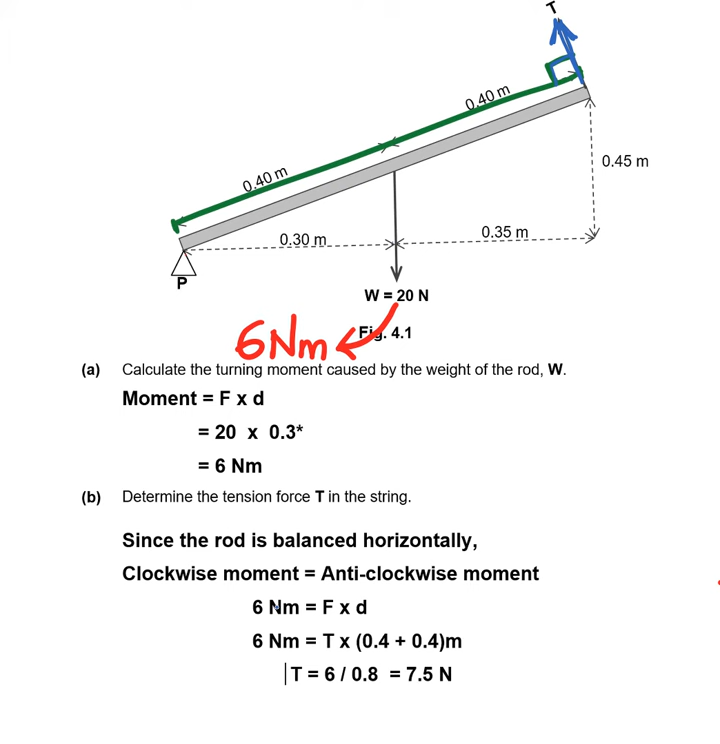 T
0.40 m
0.40 m
0.45 m
0.30 m
0.35 m
P
W = 20 N
6Nm
Fig. 4.1
(a) Calculate the turning moment caused by the weight of the rod, W.
Moment = F x d
= 20 x 0.3*
= 6 Nm
(b) Determine the tension force T in the string.
Since the rod is balanced horizontally,
Clockwise moment = Anti-clockwise moment
6 Nm = F x d
6 Nm = T x (0.4 + 0.4)m
T = 6 / 0.8 = 7.5 N